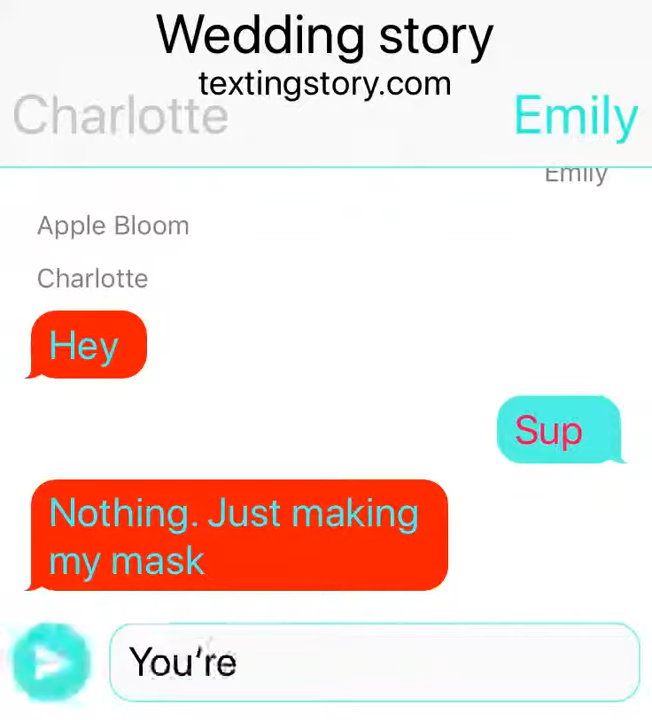 Wedding story
textingstory.com
Charlotte
Emily
Emily
Apple Bloom
Charlotte
Hey
Sup
Nothing. Just making
my mask
You're